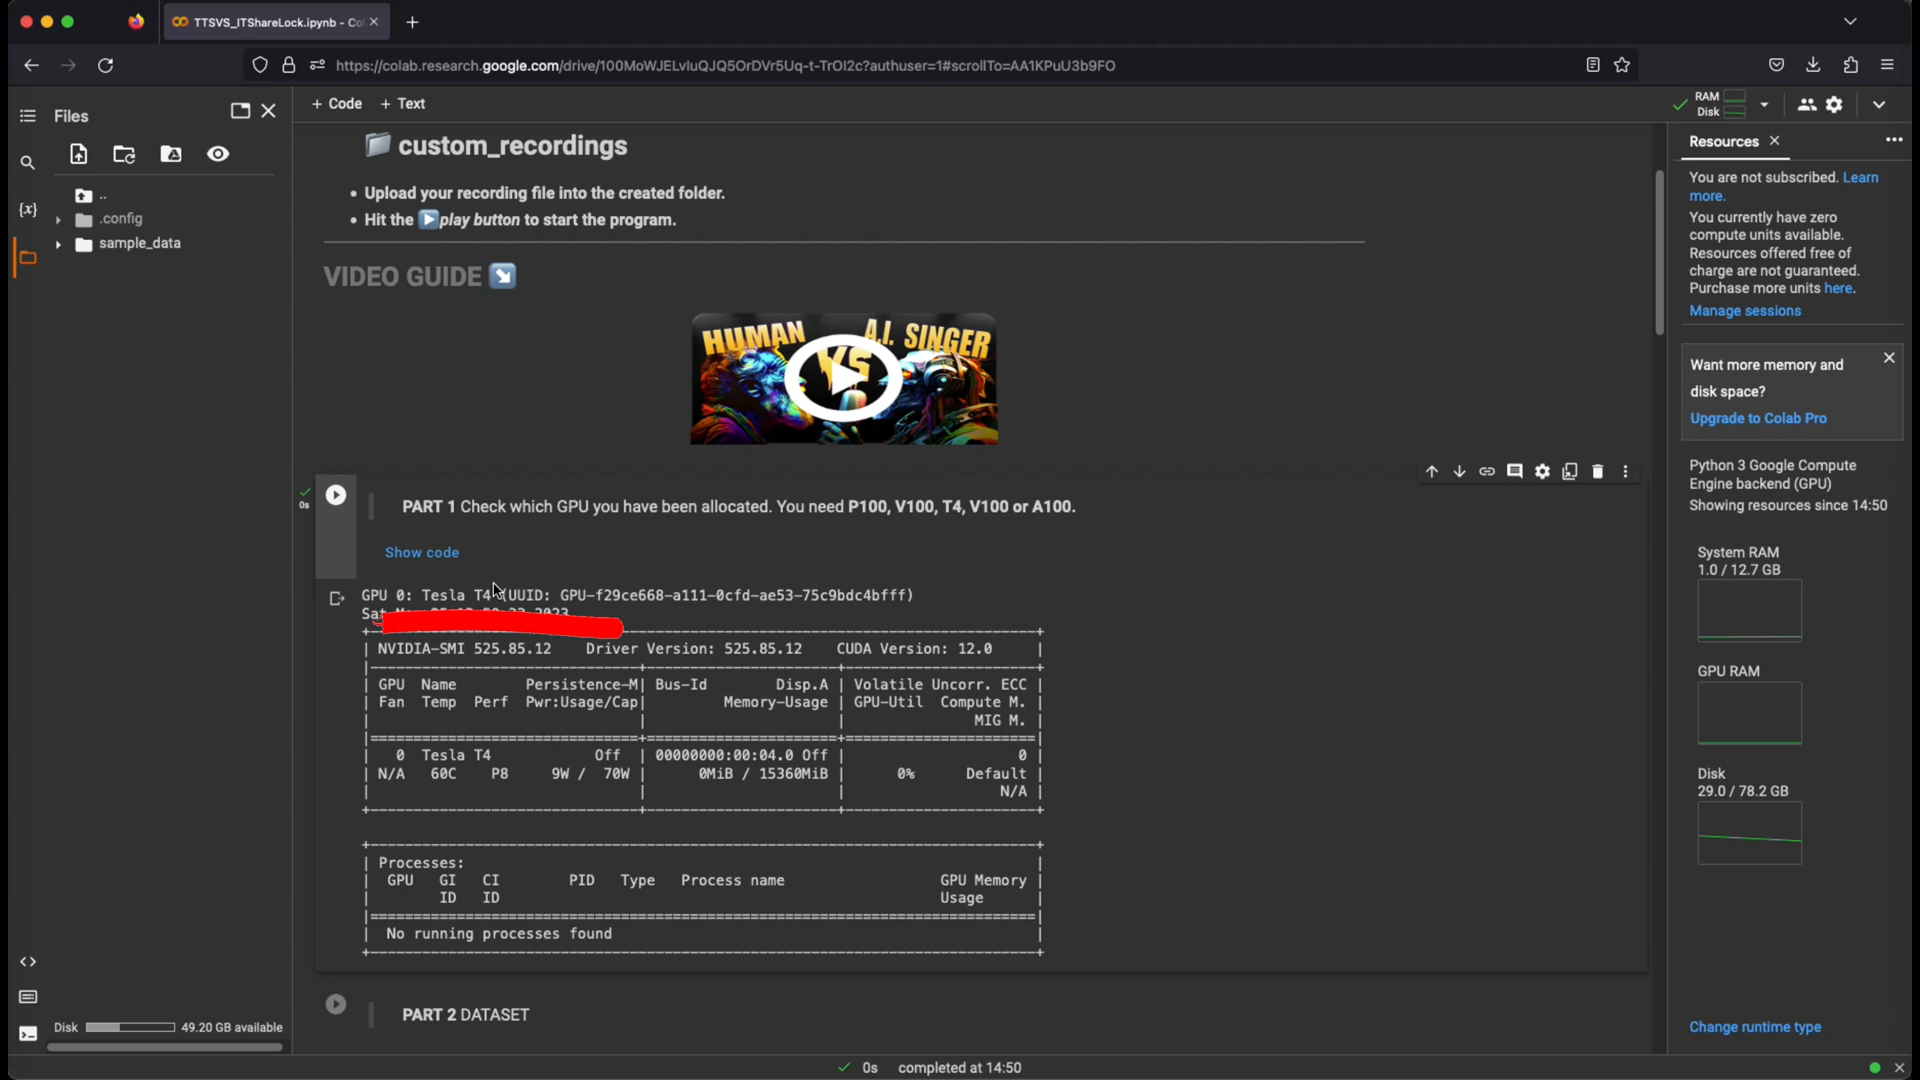 TTSVS_ITShareLock.ipynb - Co
https://colab.research.google.com/drive/100MoWJELvluQJQ5OrDVr5Uq-t-TrOI2c?authuser=1#scrollTo=AA1KPuU3b9FO
Files
..
.config
sample_data
{x}
Disk 49.20 GB available
+ Code + Text
RAM
Disk
custom_recordings
• Upload your recording file into the created folder.
• Hit the play button to start the program.
VIDEO GUIDE
HUMAN VS A.I. SINGER
0s
PART 1 Check which GPU you have been allocated. You need P100, V100, T4, V100 or A100.
Show code
GPU 0: Tesla T4 (UUID: GPU-f29ce668-a111-0cfd-ae53-75c9bdc4bfff)
Sat 2023
NVIDIA-SMI 525.85.12 Driver Version: 525.85.12 CUDA Version: 12.0
GPU Name Persistence-M| Bus-Id Disp.A | Volatile Uncorr. ECC
Fan Temp Perf Pwr:Usage/Cap| Memory-Usage | GPU-Util Compute M.
MIG M.
0 Tesla T4 Off | 00000000:00:04.0 Off | 0
N/A 60C P8 9W / 70W | 0MiB / 15360MiB | 0% Default
N/A
Processes:
GPU GI CI PID Type Process name GPU Memory
ID ID Usage
No running processes found
PART 2 DATASET
Resources
You are not subscribed. Learn
more.
You currently have zero
compute units available.
Resources offered free of
charge are not guaranteed.
Purchase more units here.
Manage sessions
Want more memory and
disk space?
Upgrade to Colab Pro
Python 3 Google Compute
Engine backend (GPU)
Showing resources since 14:50
System RAM
1.0 / 12.7 GB
GPU RAM
Disk
29.0 / 78.2 GB
Change runtime type
0s completed at 14:50